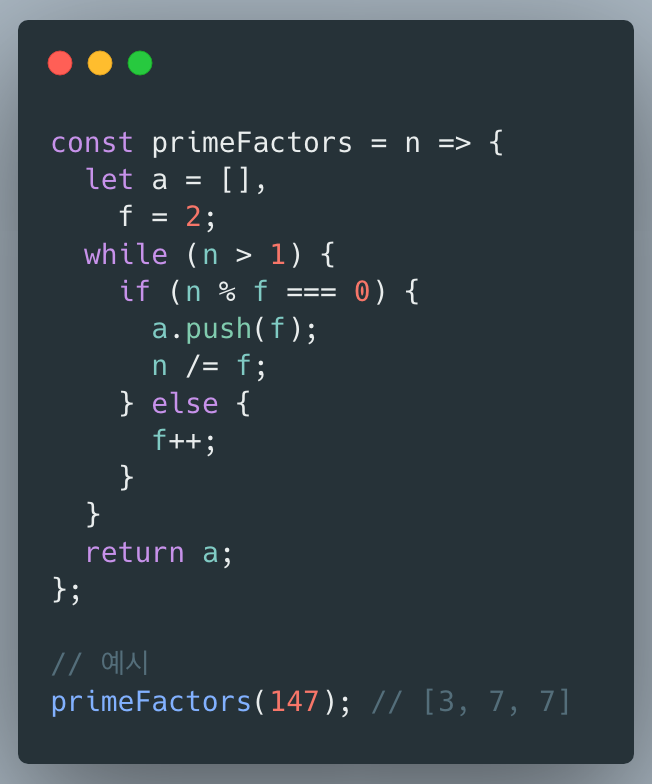 const primeFactors = n => {
  let a = [],
    f = 2;
  while (n > 1) {
    if (n % f === 0) {
      a.push(f);
      n /= f;
    } else {
      f++;
    }
  }
  return a;
};

// 예시
primeFactors(147); // [3, 7, 7]